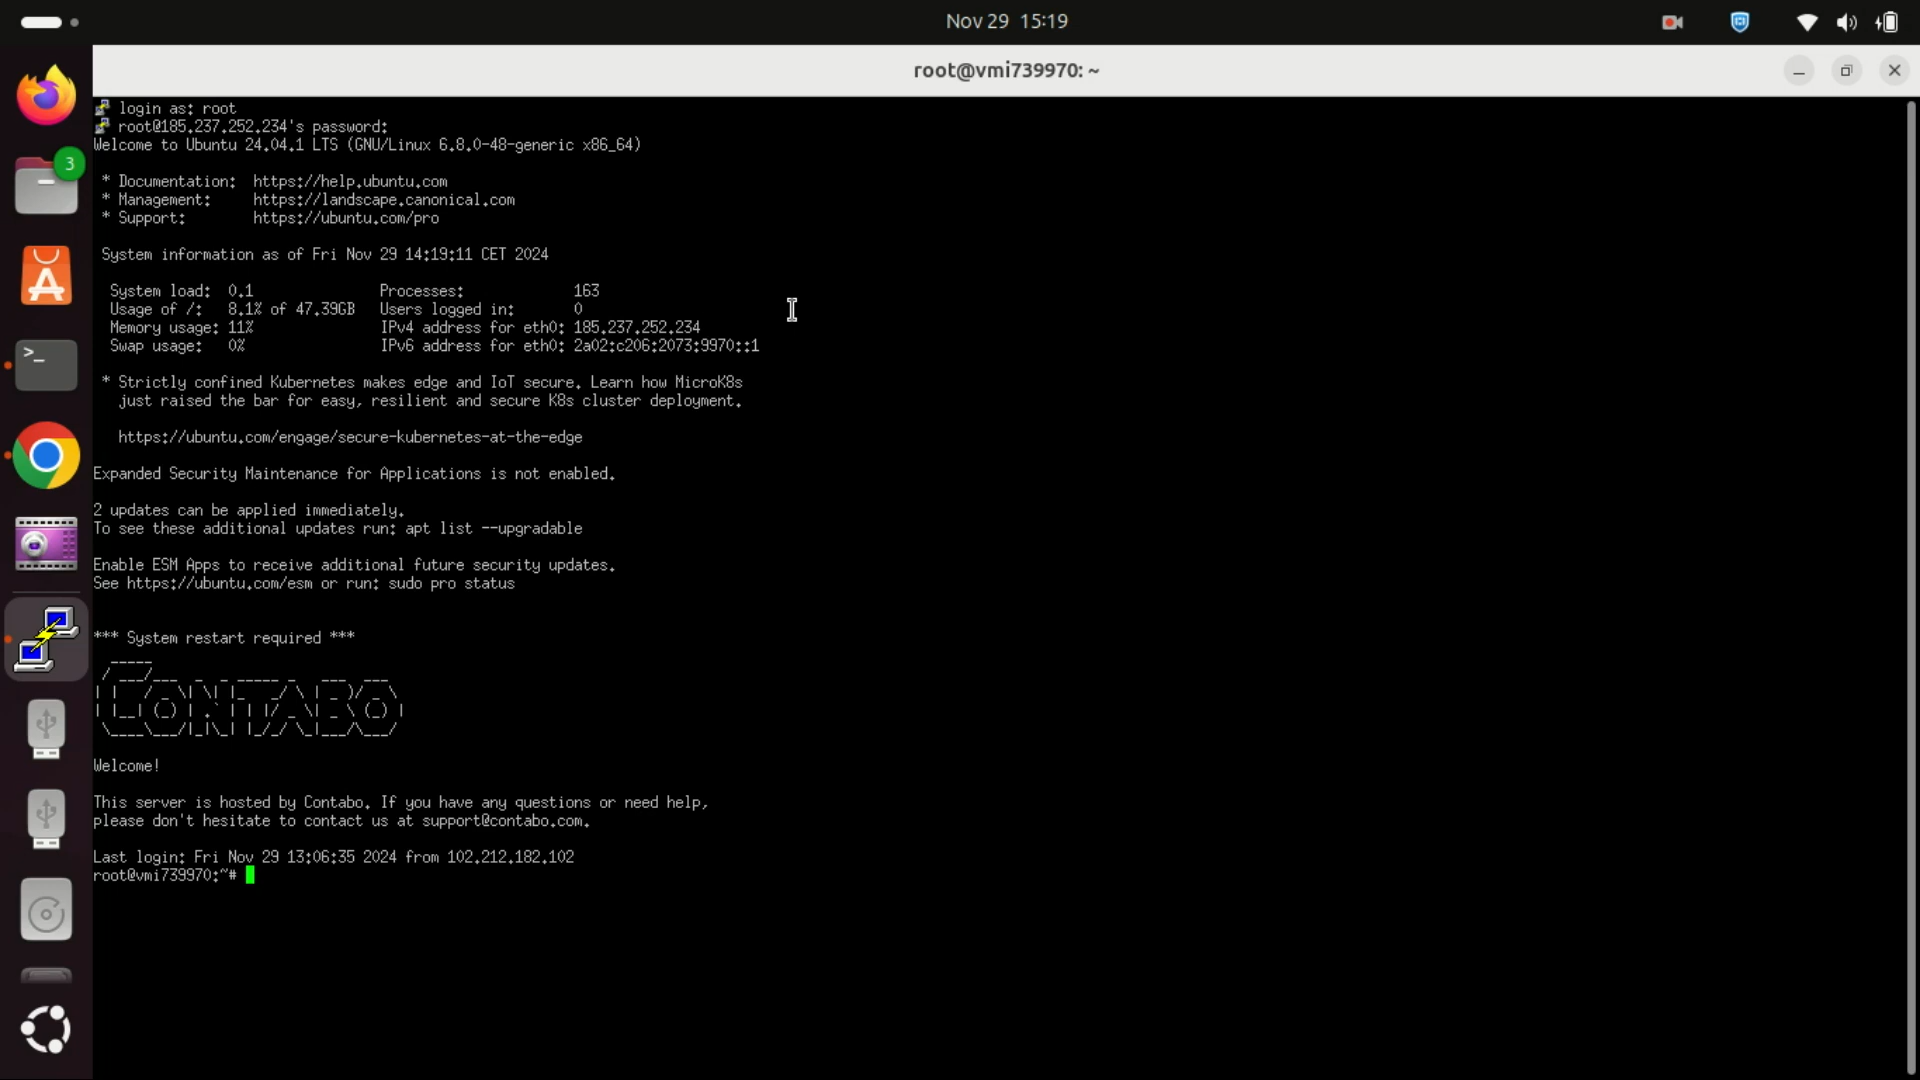 Nov 29 15:19
root@vmi739970: ~
3
login as: root
root@185.237.252.234's password:
Welcome to Ubuntu 24.04.1 LTS (GNU/Linux 6.8.0-48-generic x86_64)
* Documentation: https://help.ubuntu.com
* Management: https://landscape.canonical.com
* Support: https://ubuntu.com/pro
System information as of Fri Nov 29 14:19:11 CET 2024
System load: 0.1 Processes: 163
Usage of /: 8.1% of 47.39GB Users logged in: 0
Memory usage: 11% IPv4 address for eth0: 185.237.252.234
Swap usage: 0% IPv6 address for eth0: 2a02:c206:2073:9970::1
* Strictly confined Kubernetes makes edge and IoT secure. Learn how MicroK8s
just raised the bar for easy, resilient and secure K8s cluster deployment.
https://ubuntu.com/engage/secure-kubernetes-at-the-edge
Expanded Security Maintenance for Applications is not enabled.
2 updates can be applied immediately.
To see these additional updates run: apt list --upgradable
Enable ESM Apps to receive additional future security updates.
See https://ubuntu.com/esm or run: sudo pro status
*** System restart required ***
CONTABO
Welcome!
This server is hosted by Contabo. If you have any questions or need help,
please don't hesitate to contact us at support@contabo.com.
Last login: Fri Nov 29 13:06:35 2024 from 102.212.182.102
root@vmi739970:~#